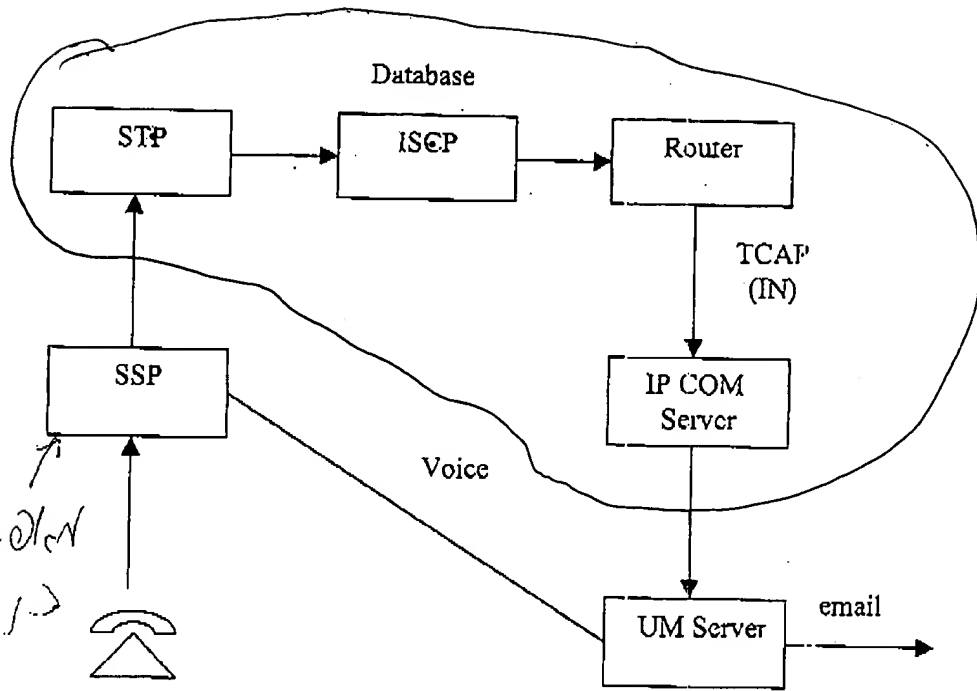 Database
STP
ISCP
Router
TCAP
(IN)
SSP
IP COM
Server
Voice
UM Server
email